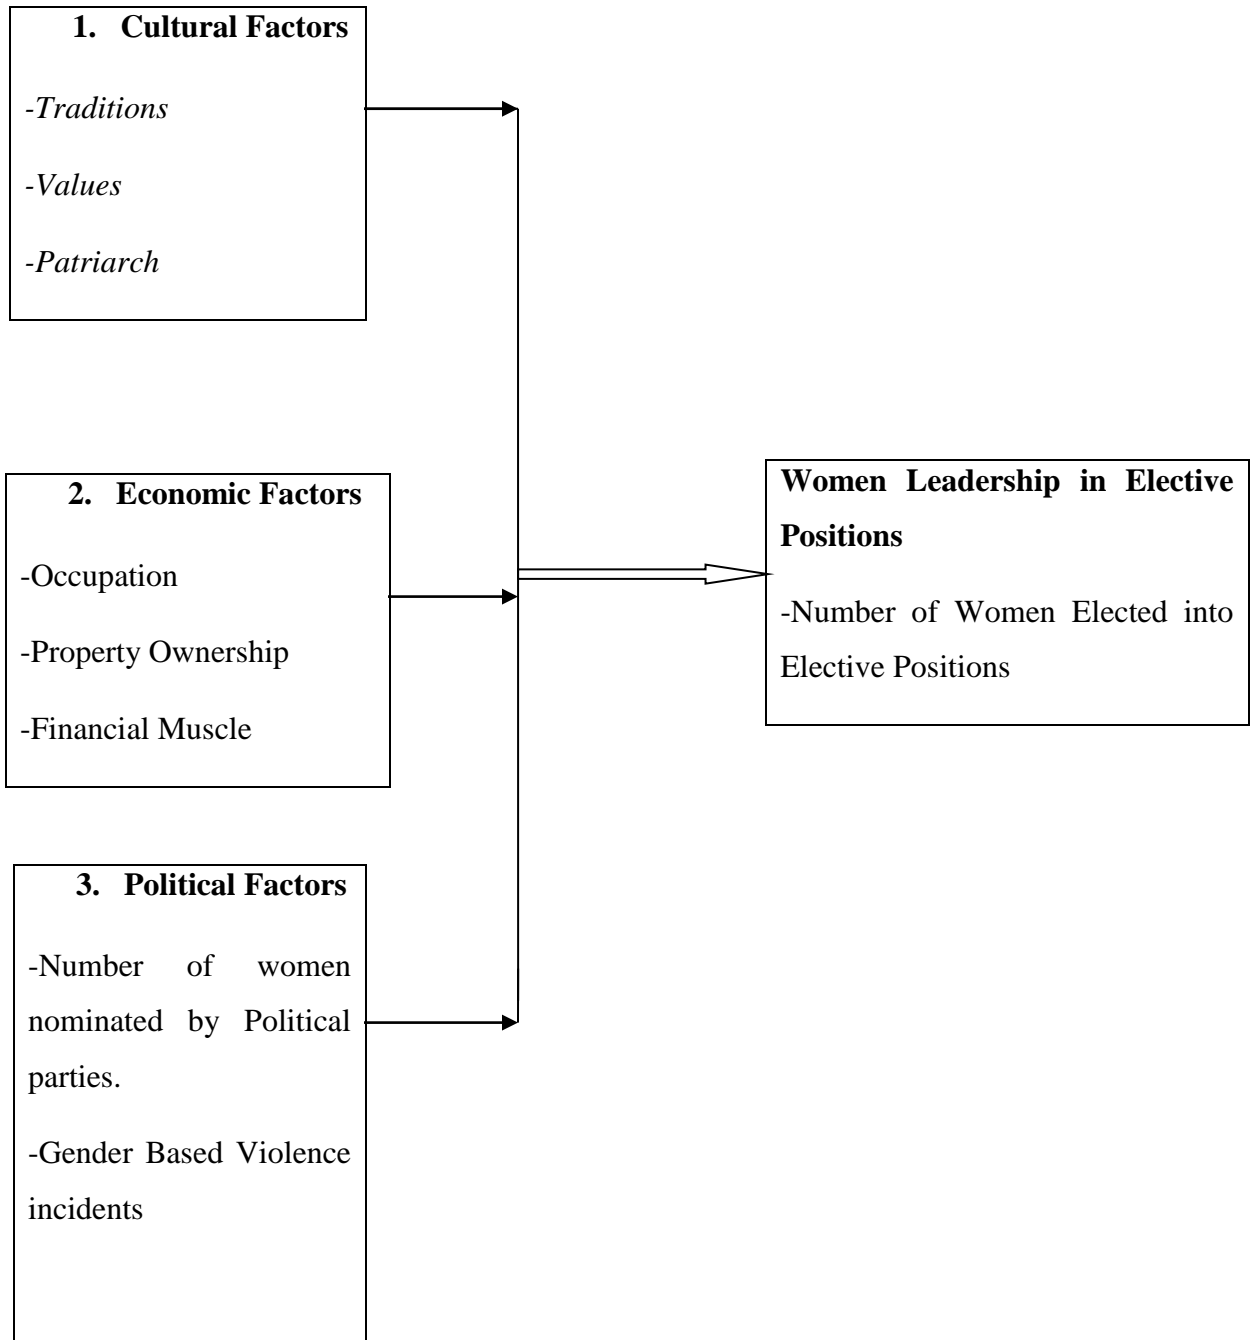 1. Cultural Factors
-Traditions
-Values
-Patriarch
2. Economic Factors
-Occupation
-Property Ownership
-Financial Muscle
3. Political Factors
-Number of women
nominated by Political
parties.
-Gender Based Violence
incidents
Women Leadership in Elective
Positions
-Number of Women Elected into
Elective Positions